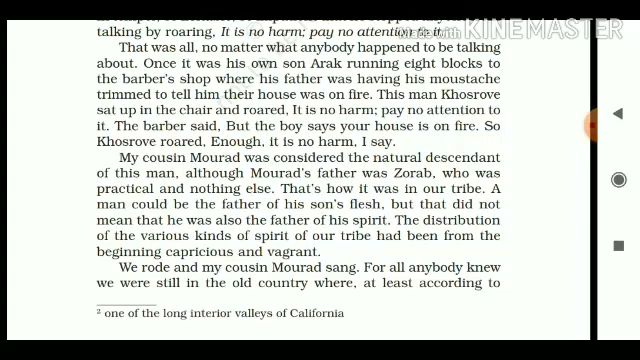 talking by roaring, It is no harm; pay no attention to it.
Made with KINEMASTER
That was all, no matter what anybody happened to be talking
about. Once it was his own son Arak running eight blocks to
the barber's shop where his father was having his moustache
trimmed to tell him their house was on fire. This man Khosrove
sat up in the chair and roared, It is no harm; pay no attention to
it. The barber said, But the boy says your house is on fire. So
Khosrove roared, Enough, it is no harm, I say.
My cousin Mourad was considered the natural descendant
of this man, although Mourad's father was Zorab, who was
practical and nothing else. That's how it was in our tribe. A
man could be the father of his son's flesh, but that did not
mean that he was also the father of his spirit. The distribution
of the various kinds of spirit of our tribe had been from the
beginning capricious and vagrant.
We rode and my cousin Mourad sang. For all anybody knew
we were still in the old country where, at least according to
2 one of the long interior valleys of California